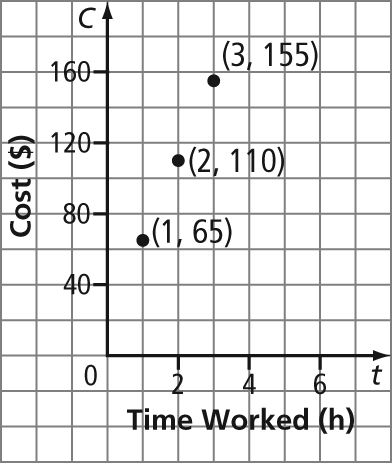 C
(3, 155)
160
120
(2, 110)
Cost ($)
80
(1, 65)
40
0
2
4
6
t
Time Worked (h)